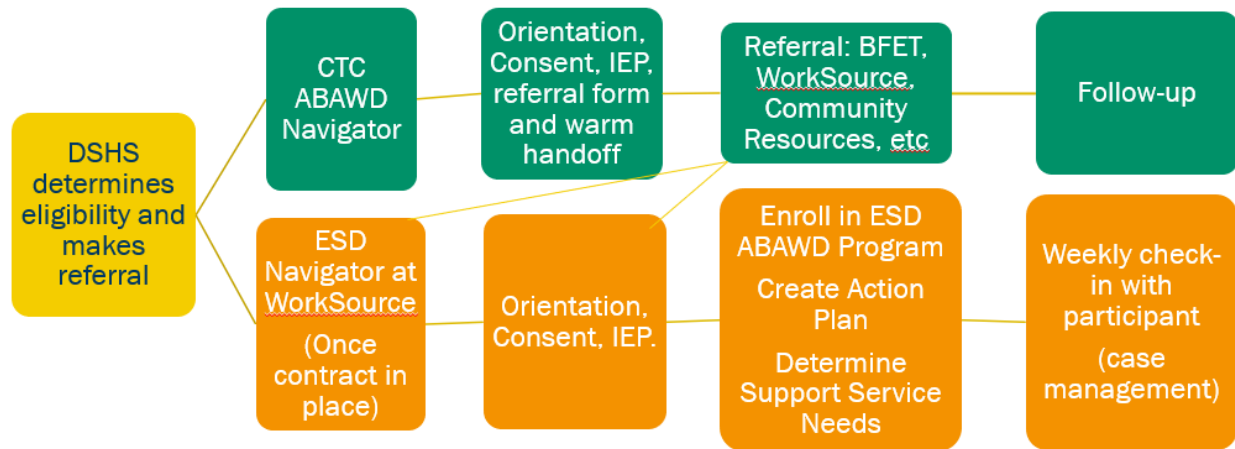 DSHS
determines
eligibility and
makes
referral
CTC
ABAWD
Navigator
Orientation,
Consent, IEP,
referral form
and warm
handoff
Referral: BFET,
WorkSource,
Community
Resources, etc
Follow-up
ESD
Navigator at
WorkSource
(Once
contract in
place)
Orientation,
Consent, IEP.
Enroll in ESD
ABAWD Program
Create Action
Plan
Determine
Support Service
Needs
Weekly check-
in with
participant
(case
management)